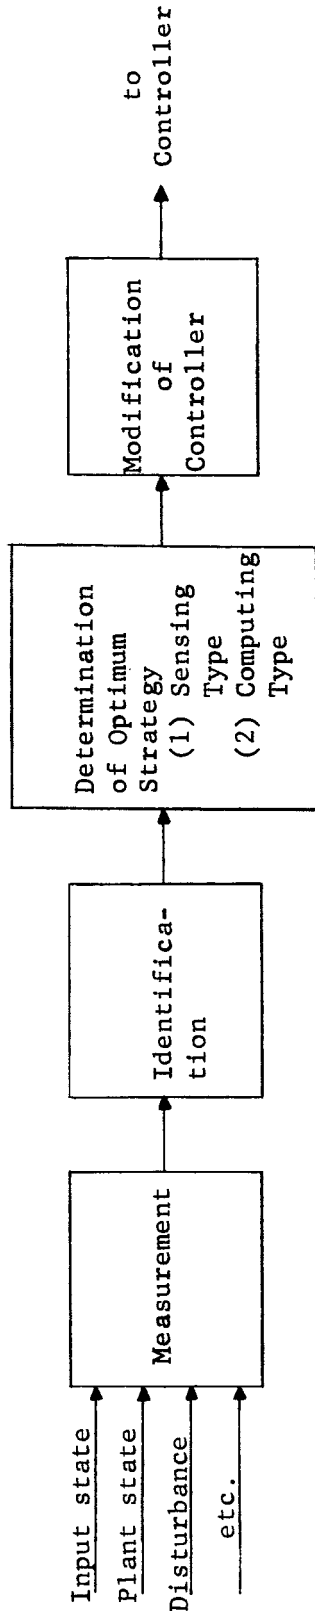 Input state
Plant state
Disturbance
etc.
Measurement
Identifica-
tion
Determination
of Optimum
Strategy
(1) Sensing
Type
(2) Computing
Type
Modification
of
Controller
to
Controller